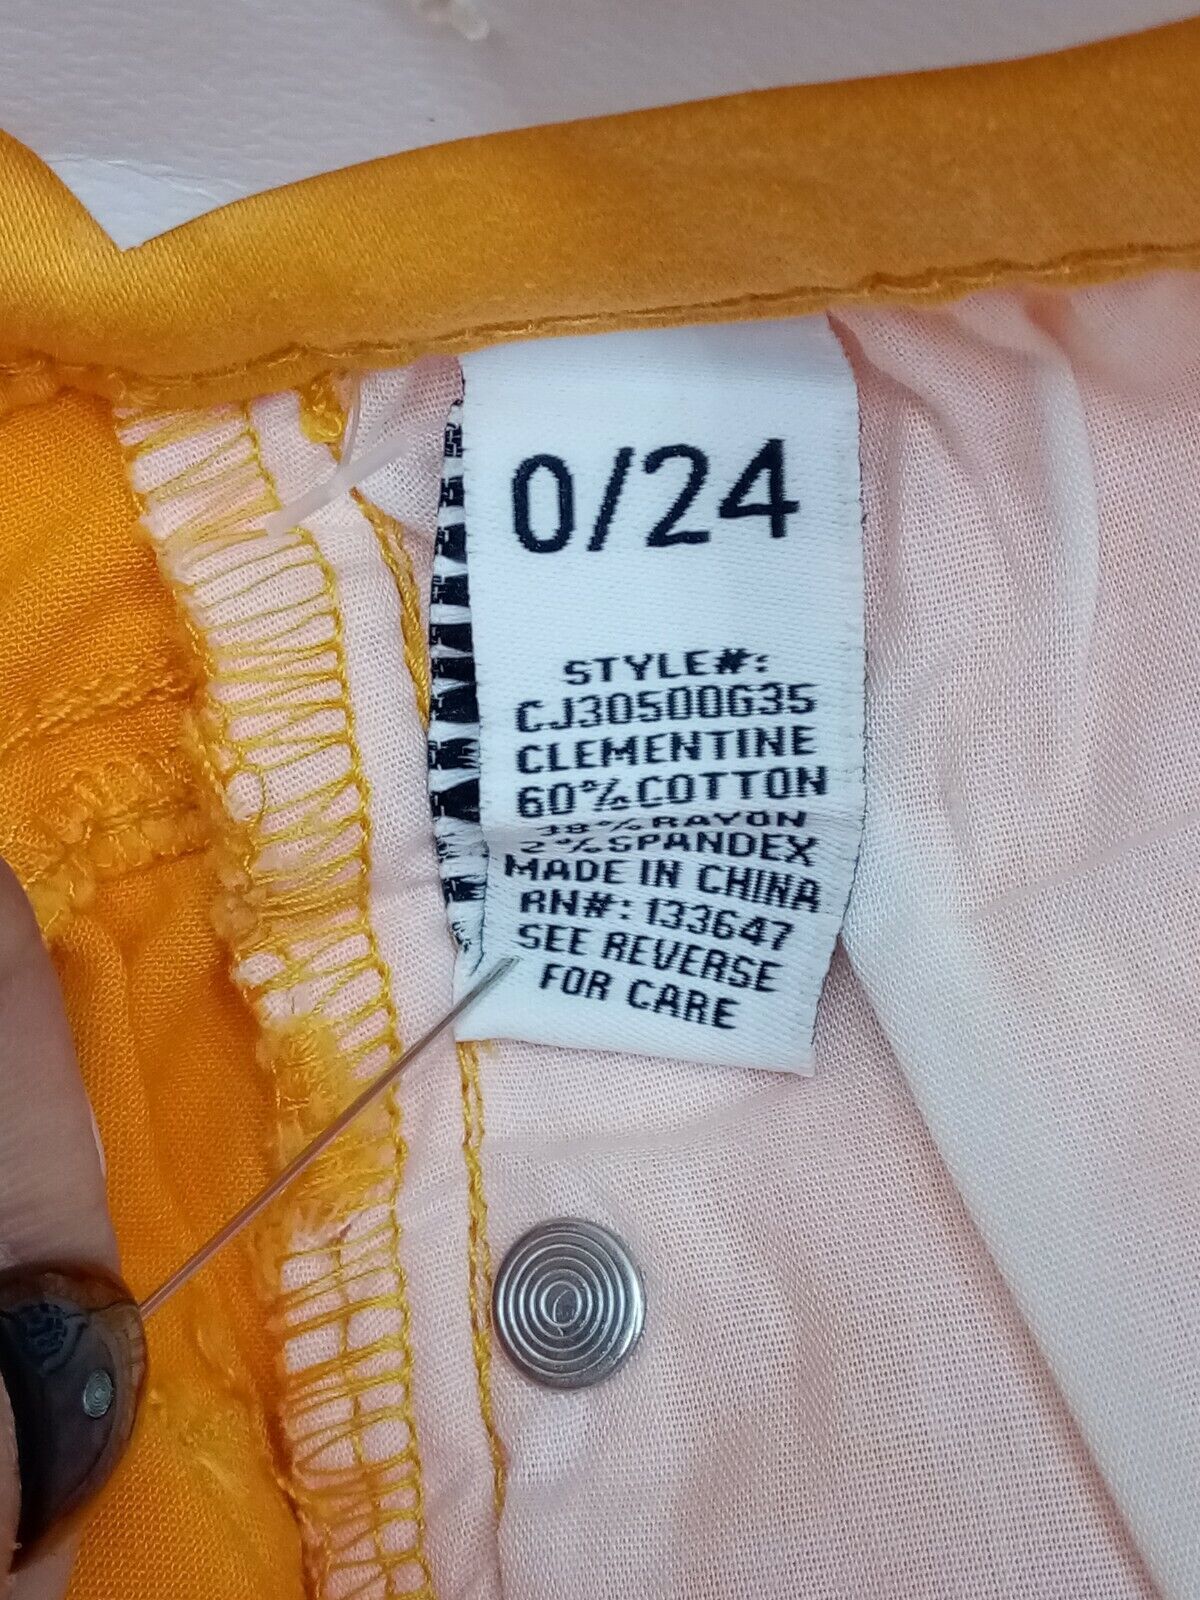 0/24
STYLE#:
CJ30500G35
CLEMENTINE
60%COTTON
38%RAYON
2%SPANDEX
MADE IN CHINA
RN#: 133647
SEE REVERSE
FOR CARE